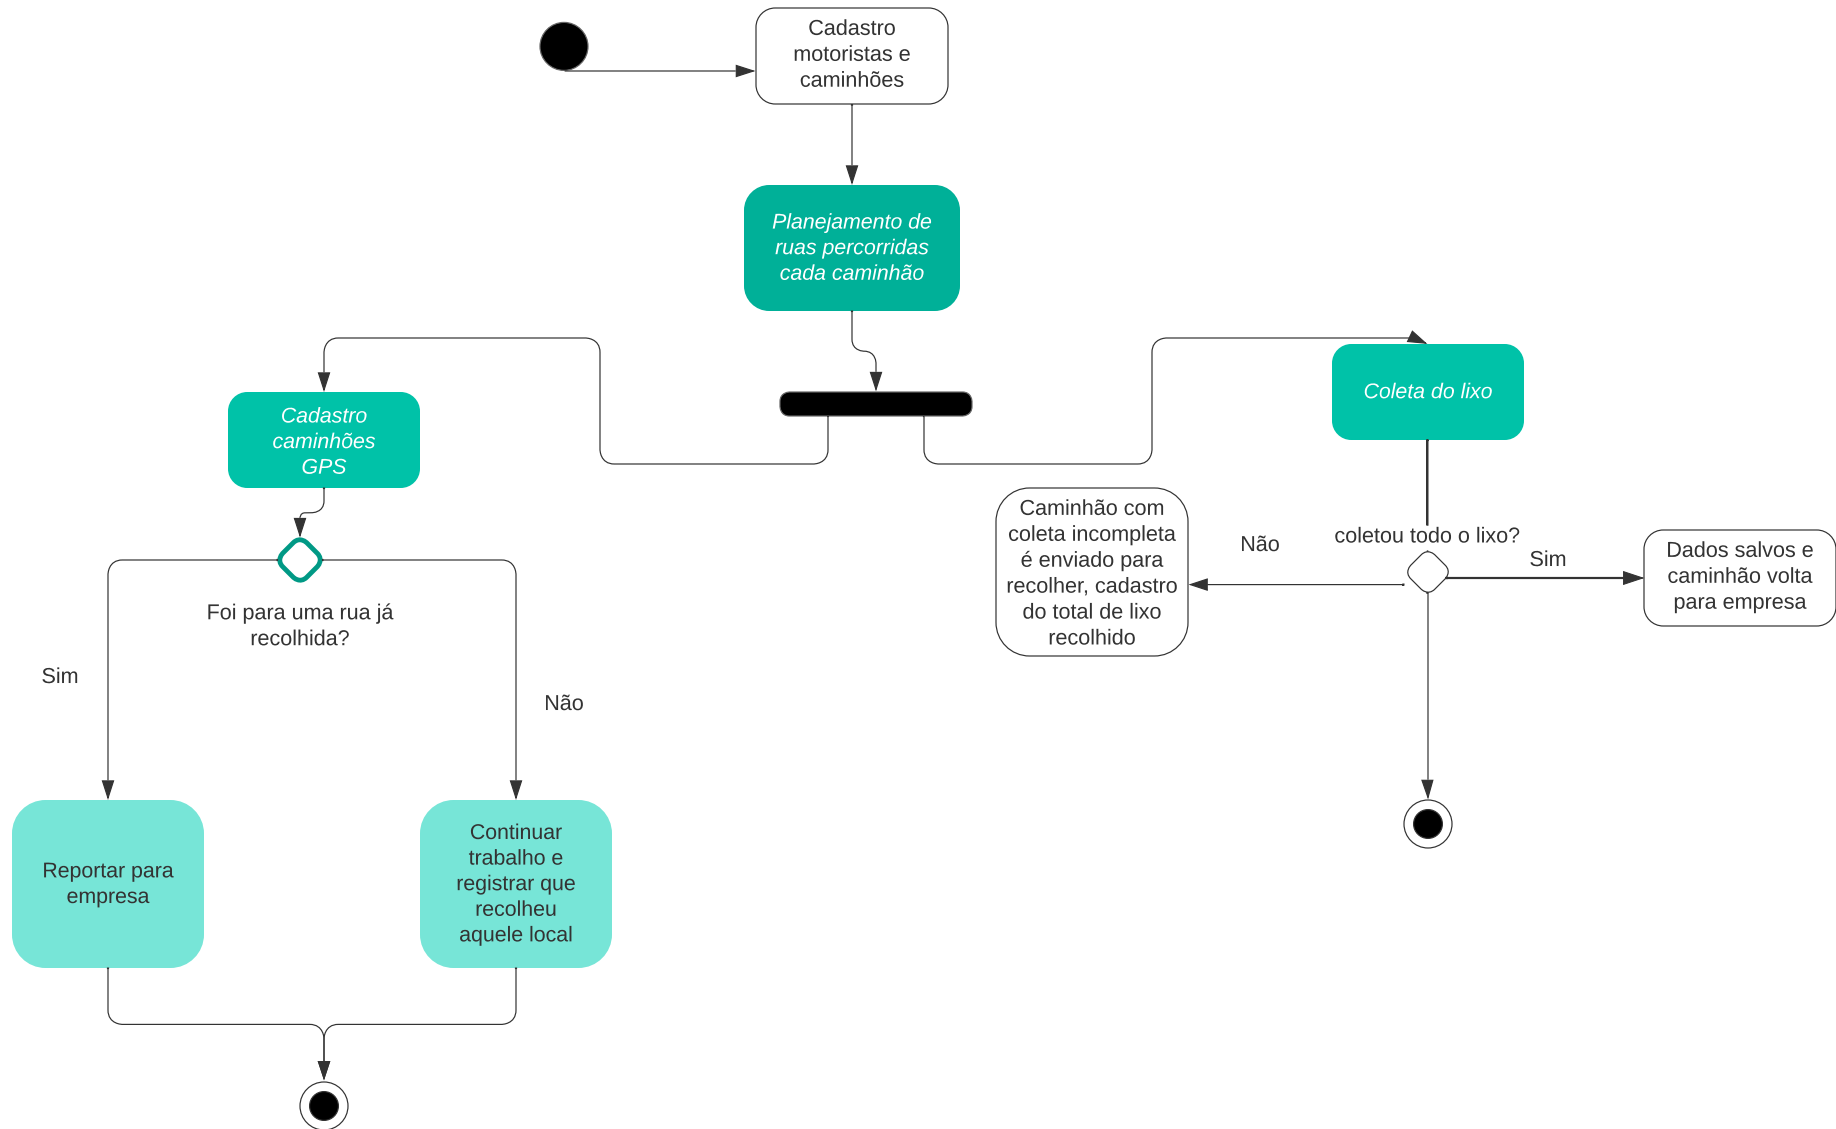 Cadastro
motoristas e
caminhões
Planejamento de
ruas percorridas
cada caminhão
Cadastro
caminhões
GPS
Coleta do lixo
Foi para uma rua já
recolhida?
Sim
Não
Reportar para
empresa
Continuar
trabalho e
registrar que
recolheu
aquele local
coletou todo o lixo?
Não
Sim
Caminhão com
coleta incompleta
é enviado para
recolher, cadastro
do total de lixo
recolhido
Dados salvos e
caminhão volta
para empresa